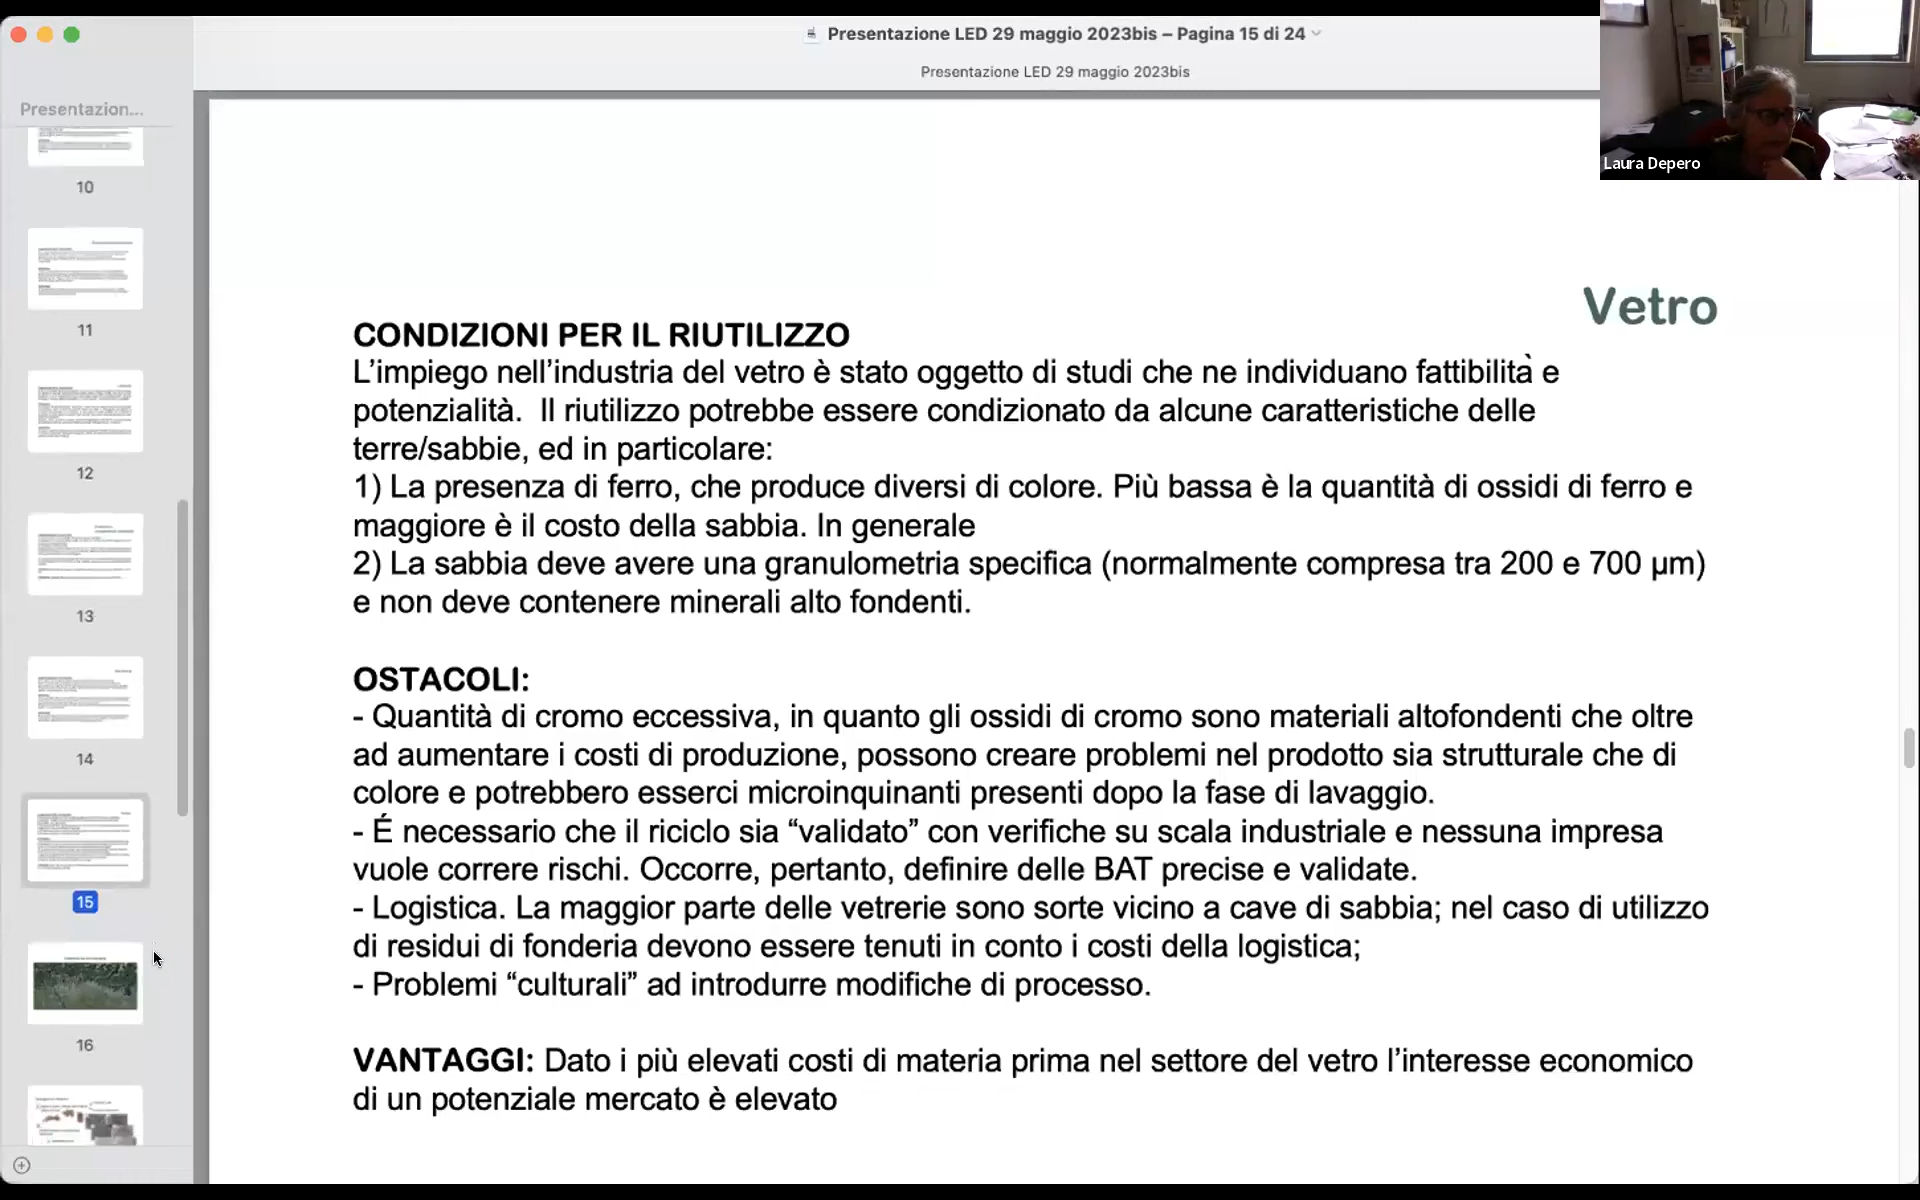 Presentazione LED 29 maggio 2023bis – Pagina 15 di 24
Presentazione LED 29 maggio 2023bis
Laura Depero
Presentazion...
10
11
12
13
14
15
16
Vetro
CONDIZIONI PER IL RIUTILIZZO
L’impiego nell’industria del vetro è stato oggetto di studi che ne individuano fattibilità e
potenzialità.  Il riutilizzo potrebbe essere condizionato da alcune caratteristiche delle
terre/sabbie, ed in particolare:
1) La presenza di ferro, che produce diversi di colore. Più bassa è la quantità di ossidi di ferro e
maggiore è il costo della sabbia. In generale
2) La sabbia deve avere una granulometria specifica (normalmente compresa tra 200 e 700 µm)
e non deve contenere minerali alto fondenti.
OSTACOLI:
- Quantità di cromo eccessiva, in quanto gli ossidi di cromo sono materiali altofondenti che oltre
ad aumentare i costi di produzione, possono creare problemi nel prodotto sia strutturale che di
colore e potrebbero esserci microinquinanti presenti dopo la fase di lavaggio.
- É necessario che il riciclo sia “validato” con verifiche su scala industriale e nessuna impresa
vuole correre rischi. Occorre, pertanto, definire delle BAT precise e validate.
- Logistica. La maggior parte delle vetrerie sono sorte vicino a cave di sabbia; nel caso di utilizzo
di residui di fonderia devono essere tenuti in conto i costi della logistica;
- Problemi “culturali” ad introdurre modifiche di processo.
VANTAGGI: Dato i più elevati costi di materia prima nel settore del vetro l’interesse economico
di un potenziale mercato è elevato